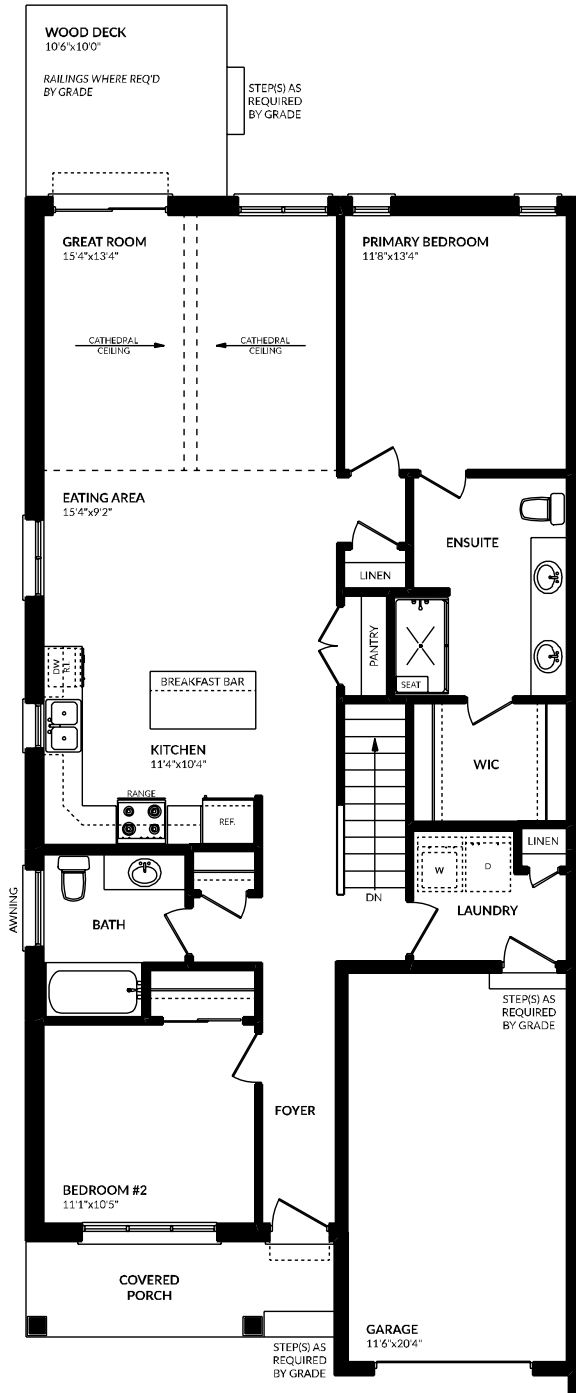 WOOD DECK
10'6"x10'0"
RAILINGS WHERE REQ'D
BY GRADE
STEP(S) AS
REQUIRED
BY GRADE
GREAT ROOM
15'4"x13'4"
PRIMARY BEDROOM
11'8"x13'4"
CATHEDRAL
CEILING
CATHEDRAL
CEILING
EATING AREA
15'4"x9'2"
ENSUITE
LINEN
PANTRY
SEAT
DW
RT
BREAKFAST BAR
KITCHEN
11'4"x10'4"
WIC
RANGE
REF.
LINEN
W
D
DN
AWNING
BATH
LAUNDRY
STEP(S) AS
REQUIRED
BY GRADE
FOYER
BEDROOM #2
11'1"x10'5"
COVERED
PORCH
GARAGE
11'6"x20'4"
STEP(S) AS
REQUIRED
BY GRADE